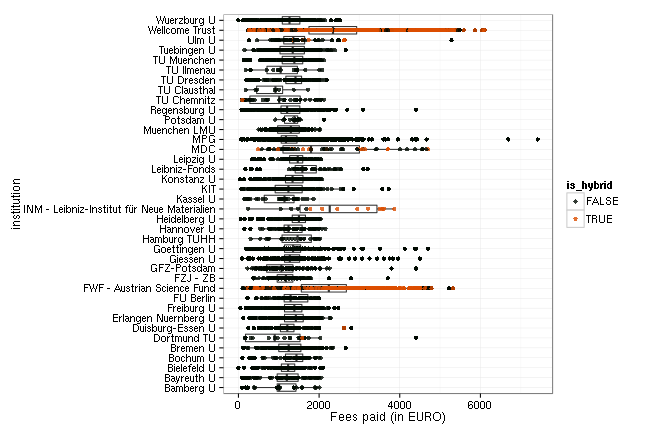 Wuerzburg U
Wellcome Trust
Ulm U
Tuebingen U
TU Muenchen
TU Ilmenau
TU Dresden
TU Clausthal
TU Chemnitz
Regensburg U
Potsdam U
Muenchen LMU
MPG
MDC
Leipzig U
Leibniz-Fonds
Konstanz U
KIT
Kassel U
INM - Leibniz-Institut für Neue Materialien
Heidelberg U
Hannover U
Hamburg TUHH
Goettingen U
Giessen U
GFZ-Potsdam
FZJ - ZB
FWF - Austrian Science Fund
FU Berlin
Freiburg U
Erlangen Nuernberg U
Duisburg-Essen U
Dortmund TU
Bremen U
Bochum U
Bielefeld U
Bayreuth U
Bamberg U
institution
0 2000 4000 6000
Fees paid (in EURO)
is_hybrid
FALSE
TRUE